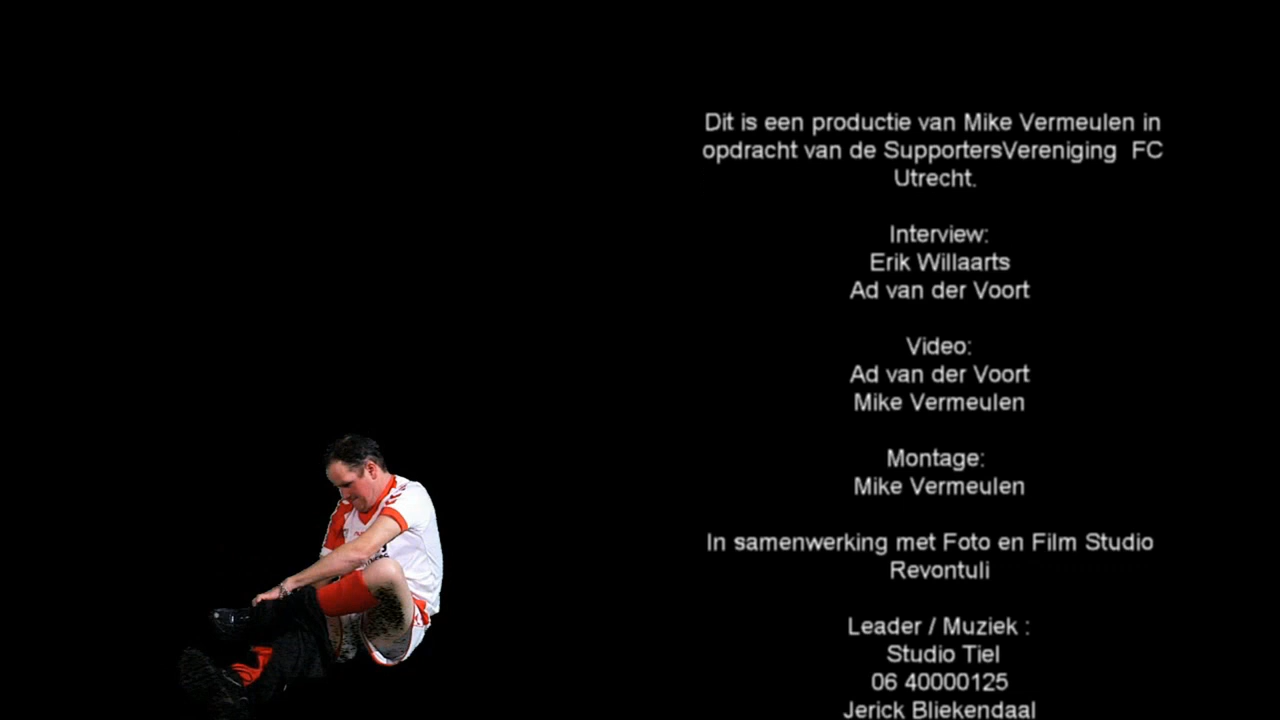 Dit is een productie van Mike Vermeulen in
opdracht van de SupportersVereniging FC
Utrecht.
Interview:
Erik Willaarts
Ad van der Voort
Video:
Ad van der Voort
Mike Vermeulen
Montage:
Mike Vermeulen
In samenwerking met Foto en Film Studio
Revontuli
Leader / Muziek :
Studio Tiel
06 40000125
Jerick Bliekendaal